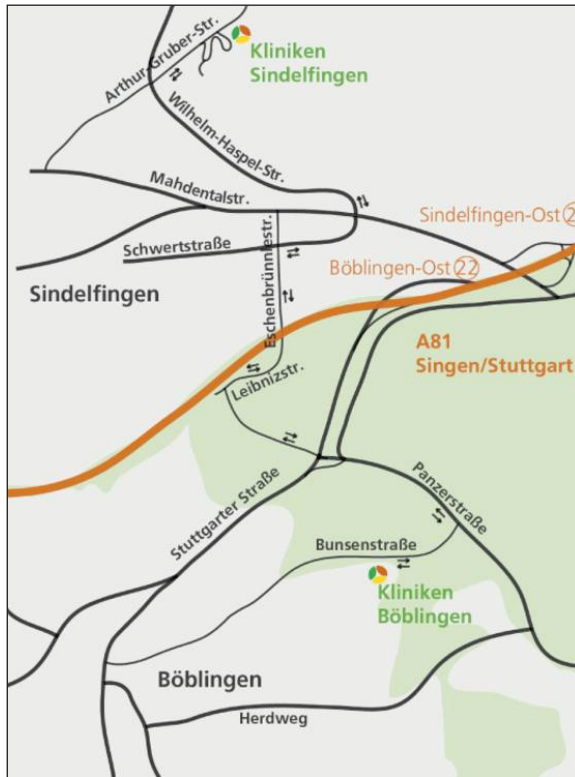 Arthur-Gruber-Str.
Kliniken
Sindelfingen
Wilhelm-Haspel-Str.
Mahdentalstr.
Schwertstraße
Sindelfingen-Ost
Böblingen-Ost 22
Sindelfingen
Eschenbrünnlestr.
A81
Singen/Stuttgart
Leibnizstr.
Stuttgarter Straße
Panzerstraße
Bunsenstraße
Kliniken
Böblingen
Böblingen
Herdweg